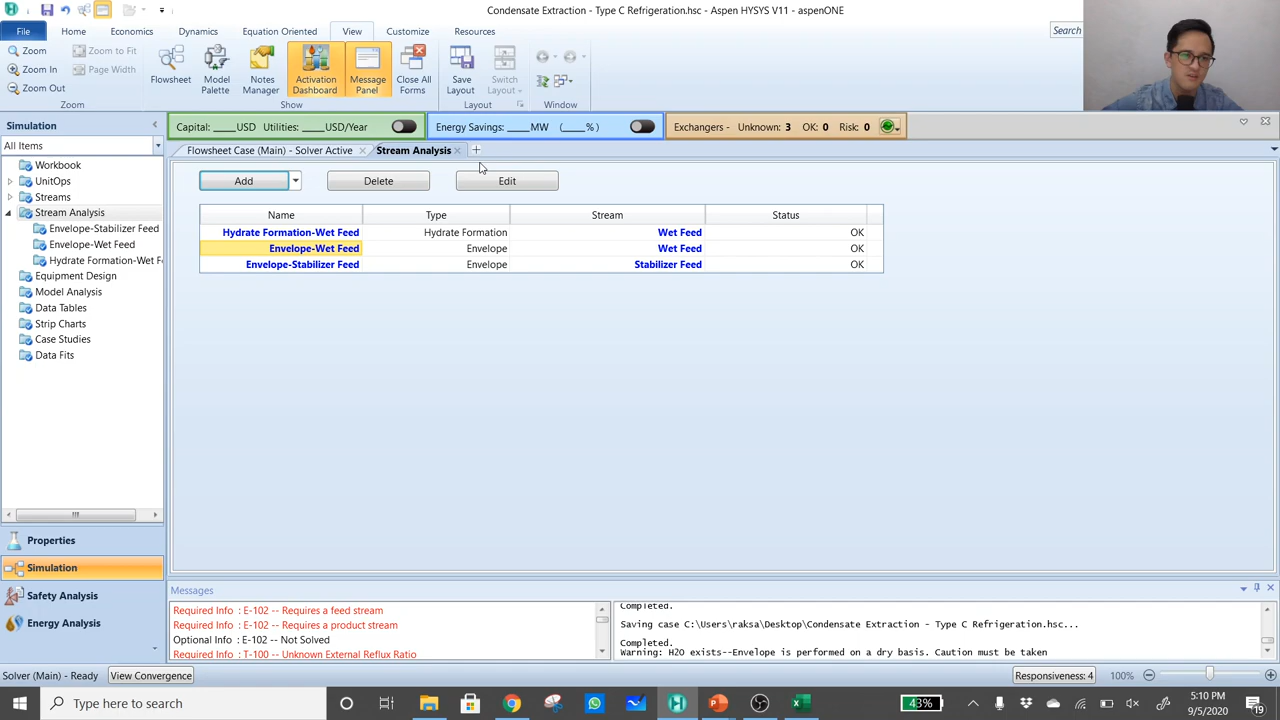 Condensate Extraction - Type C Refrigeration.hsc - Aspen HYSYS V11 - aspenONE
File
Home
Economics
Dynamics
Equation Oriented
View
Customize
Resources
Search
Zoom
Zoom to Fit
Zoom In
Page Width
Zoom Out
Flowsheet
Model Palette
Notes Manager
Activation Dashboard
Message Panel
Close All Forms
Save Layout
Switch Layout
Zoom
Show
Layout
Window
Simulation
Capital: ____USD Utilities: ____USD/Year
Energy Savings: ____MW (____%)
Exchangers - Unknown: 3 OK: 0 Risk: 0
All Items
Flowsheet Case (Main) - Solver Active
Stream Analysis
Workbook
UnitOps
Streams
Stream Analysis
Envelope-Stabilizer Feed
Envelope-Wet Feed
Hydrate Formation-Wet F
Equipment Design
Model Analysis
Data Tables
Strip Charts
Case Studies
Data Fits
Add
Delete
Edit
Name Type Stream Status
Hydrate Formation-Wet Feed Hydrate Formation Wet Feed OK
Envelope-Wet Feed Envelope Wet Feed OK
Envelope-Stabilizer Feed Envelope Stabilizer Feed OK
Properties
Simulation
Safety Analysis
Energy Analysis
Messages
Required Info : E-102 -- Requires a feed stream
Required Info : E-102 -- Requires a product stream
Optional Info : E-102 -- Not Solved
Required Info : T-100 -- Unknown External Reflux Ratio
Completed.
Saving case C:\Users\raksa\Desktop\Condensate Extraction - Type C Refrigeration.hsc...
Completed.
Warning: H2O exists--Envelope is performed on a dry basis. Caution must be taken
Solver (Main) - Ready
View Convergence
Responsiveness: 4
100%
Type here to search
43%
5:10 PM
9/5/2020
19